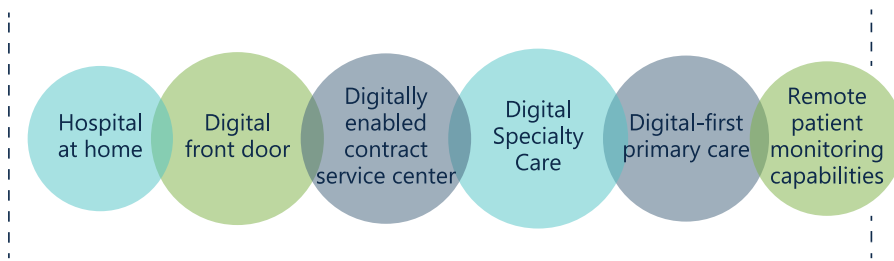 Hospital
at home
Digital
front door
Digitally
enabled
contract
service center
Digital
Specialty
Care
Digital-first
primary care
Remote
patient
monitoring
capabilities